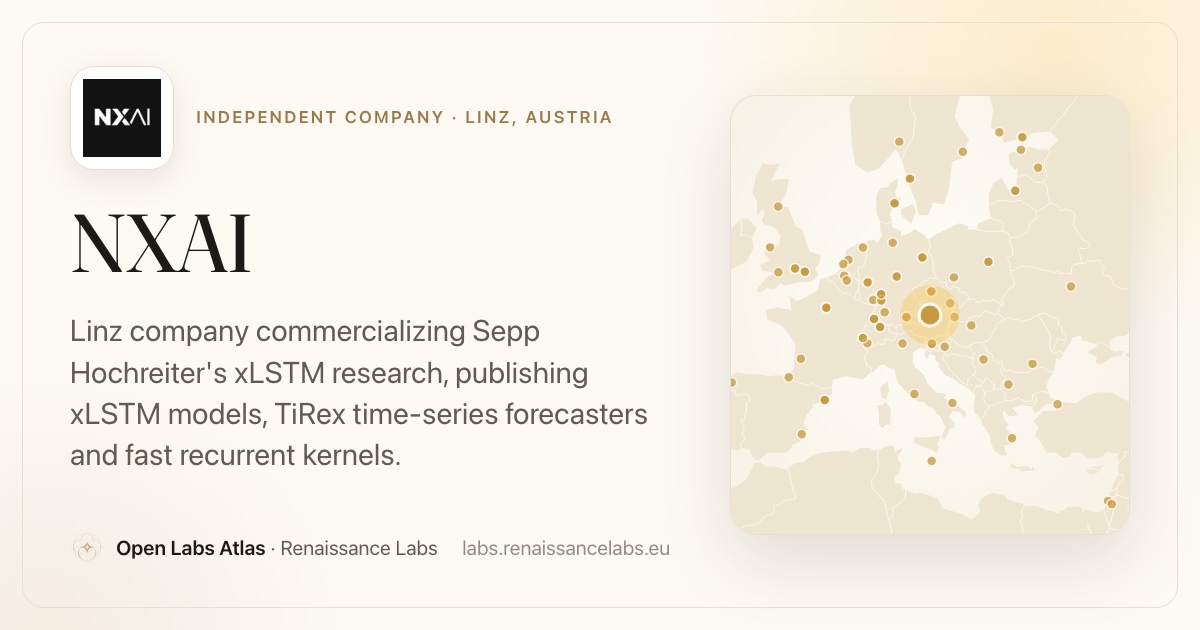 NXAI
INDEPENDENT COMPANY · LINZ, AUSTRIA
NXAI
Linz company commercializing Sepp
Hochreiter's xLSTM research, publishing
xLSTM models, TiRex time-series forecasters
and fast recurrent kernels.
Open Labs Atlas · Renaissance Labs labs.renaissancelabs.eu